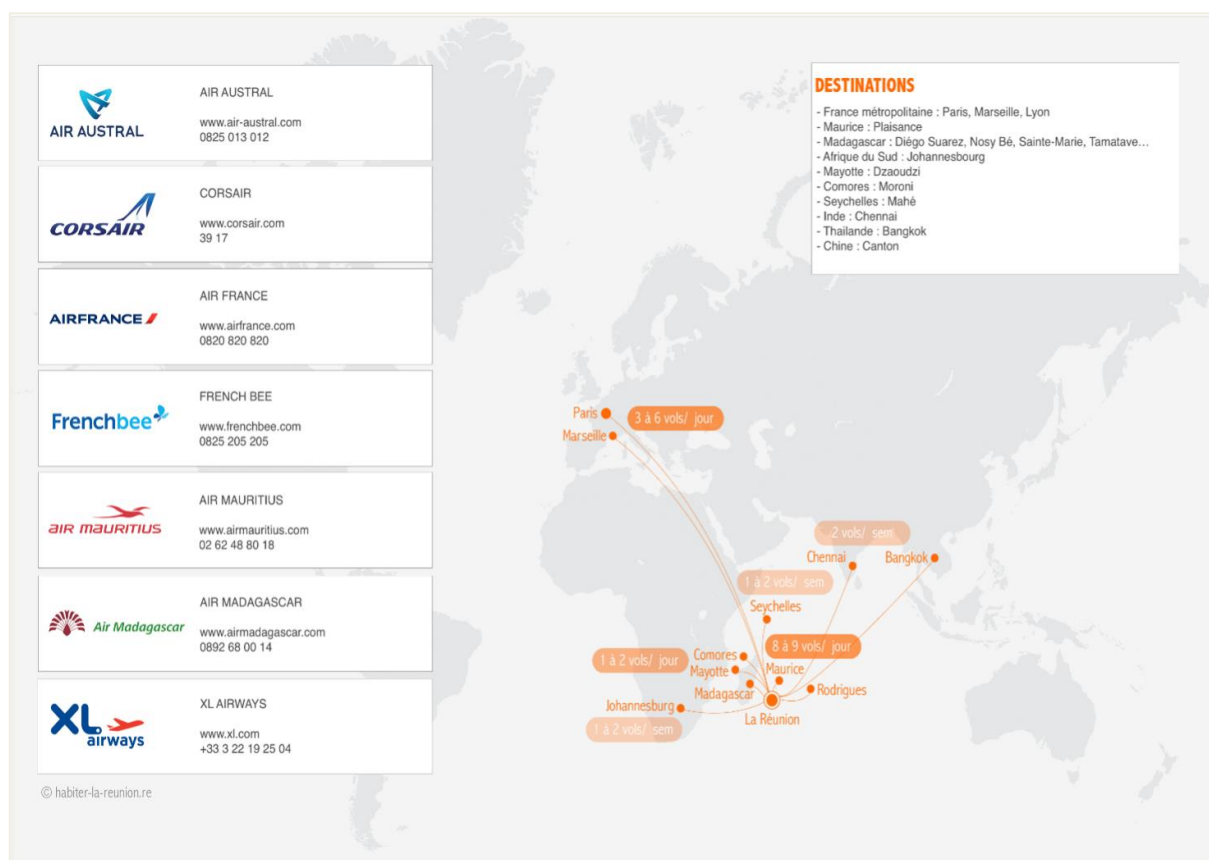 AIR AUSTRAL
AIR AUSTRAL
www.air-austral.com
0825 013 012
CORSAIR
CORSAIR
www.corsair.com
39 17
AIRFRANCE
AIR FRANCE
www.airfrance.com
0820 820 820
Frenchbee
FRENCH BEE
www.frenchbee.com
0825 205 205
AIR MAURITIUS
AIR MAURITIUS
www.airmauritius.com
02 62 48 80 18
Air Madagascar
AIR MADAGASCAR
www.airmadagascar.com
0892 68 00 14
XL airways
XL AIRWAYS
www.xl.com
+33 3 22 19 25 04
© habiter-la-reunion.re
DESTINATIONS
- France métropolitaine : Paris, Marseille, Lyon
- Maurice : Plaisance
- Madagascar : Diégo Suarez, Nosy Bé, Sainte-Marie, Tamatave…
- Afrique du Sud : Johannesbourg
- Mayotte : Dzaoudzi
- Comores : Moroni
- Seychelles : Mahé
- Inde : Chennai
- Thailande : Bangkok
- Chine : Canton
Paris
3 à 6 vols/ jour
Marseille
2 vols/ sem
Chennai
Bangkok
1 à 2 vols/ sem
Seychelles
8 à 9 vols/ jour
1 à 2 vols/ jour
Comores
Maurice
Mayotte
Madagascar
Rodrigues
Johannesburg
La Réunion
1 à 2 vols/ sem